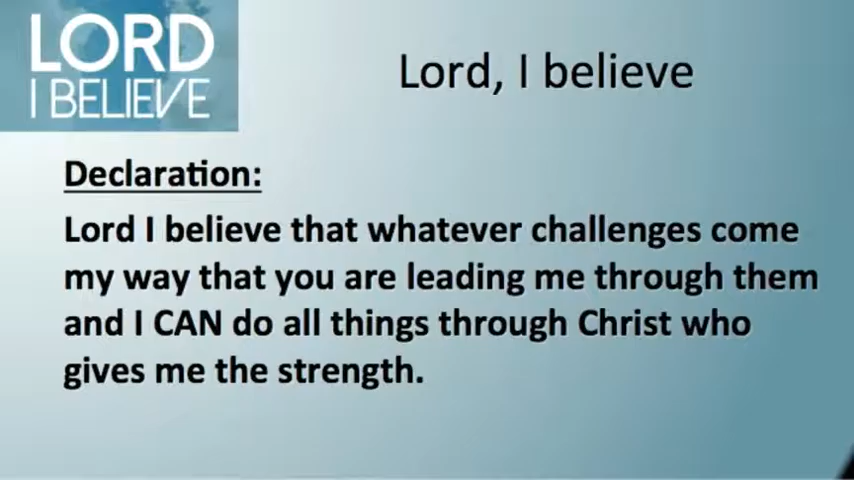 LORD
I BELIEVE
Lord, I believe
Declaration:
Lord I believe that whatever challenges come
my way that you are leading me through them
and I CAN do all things through Christ who
gives me the strength.